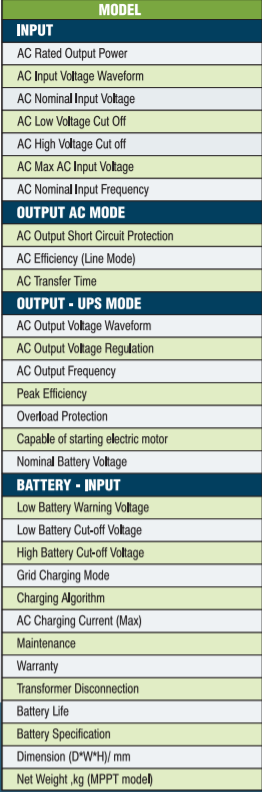 MODEL
INPUT
AC Rated Output Power
AC Input Voltage Waveform
AC Nominal Input Voltage
AC Low Voltage Cut Off
AC High Voltage Cut off
AC Max AC Input Voltage
AC Nominal Input Frequency
OUTPUT AC MODE
AC Output Short Circuit Protection
AC Efficiency (Line Mode)
AC Transfer Time
OUTPUT - UPS MODE
AC Output Voltage Waveform
AC Output Voltage Regulation
AC Output Frequency
Peak Efficiency
Overload Protection
Capable of starting electric motor
Nominal Battery Voltage
BATTERY - INPUT
Low Battery Warning Voltage
Low Battery Cut-off Voltage
High Battery Cut-off Voltage
Grid Charging Mode
Charging Algorithm
AC Charging Current (Max)
Maintenance
Warranty
Transformer Disconnection
Battery Life
Battery Specification
Dimension (D*W*H)/ mm
Net Weight ,kg (MPPT model)